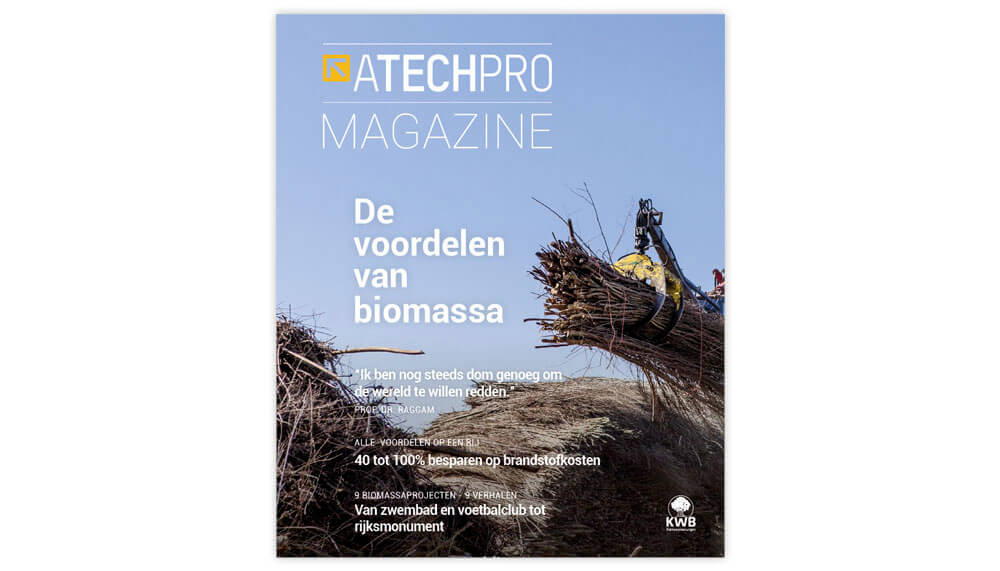 ATECHPRO
MAGAZINE
De
voordelen
van
biomassa
“Ik ben nog steeds dom genoeg om
de wereld te willen redden.”
PROF. DR. RAGGAM
ALLE VOORDELEN OP EEN RIJ
40 tot 100% besparen op brandstofkosten
9 BIOMASSAPROJECTEN - 9 VERHALEN
Van zwembad en voetbalclub tot
rijksmonument
KWB